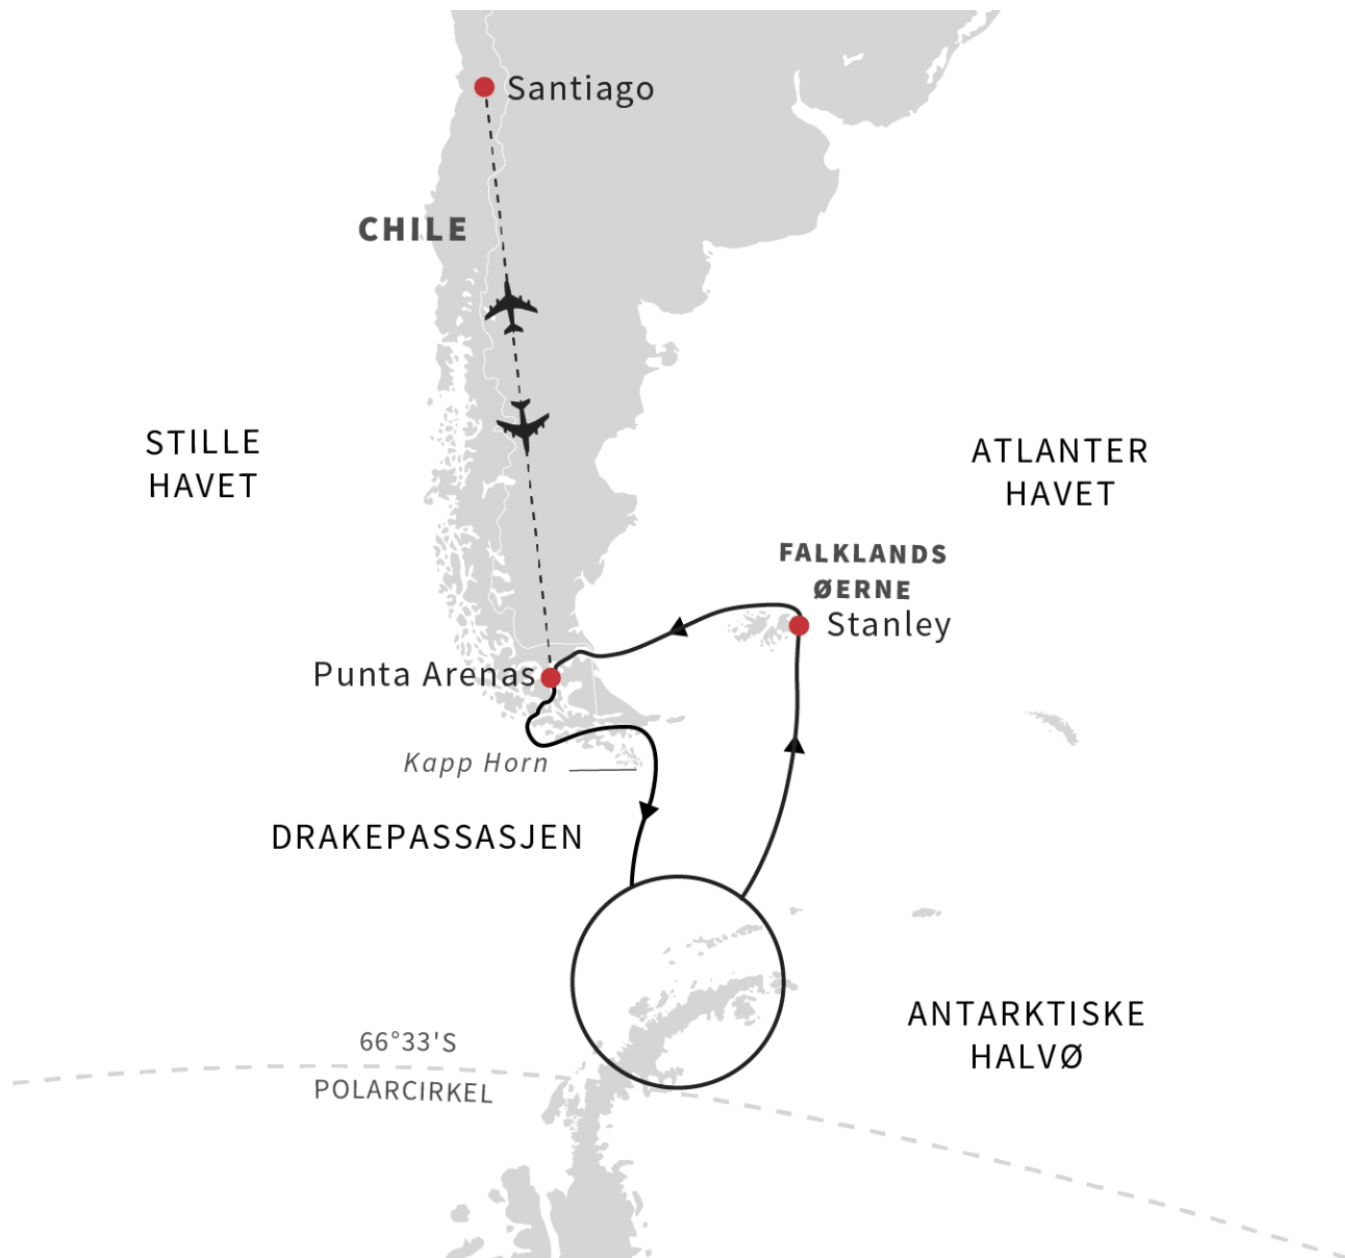 Santiago
CHILE
STILLE
HAVET
ATLANTER
HAVET
FALKLANDS
ØERNE
Stanley
Punta Arenas
Kapp Horn
DRAKEPASSASJEN
ANTARKTISKE
HALVØ
66°33'S
POLARCIRKEL